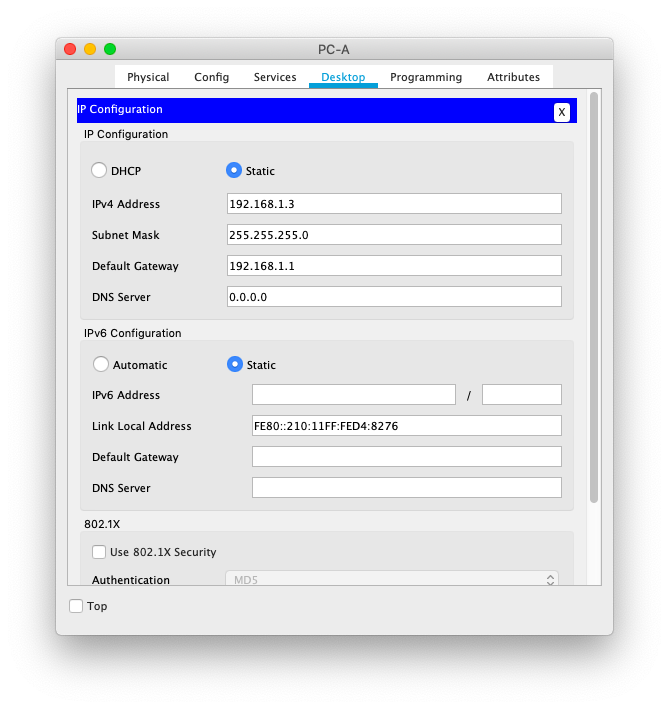 PC-A
Physical Config Services Desktop Programming Attributes
IP Configuration X
IP Configuration
DHCP Static
IPv4 Address 192.168.1.3
Subnet Mask 255.255.255.0
Default Gateway 192.168.1.1
DNS Server 0.0.0.0
IPv6 Configuration
Automatic Static
IPv6 Address /
Link Local Address FE80::210:11FF:FED4:8276
Default Gateway
DNS Server
802.1X
Use 802.1X Security
Authentication MD5
Top